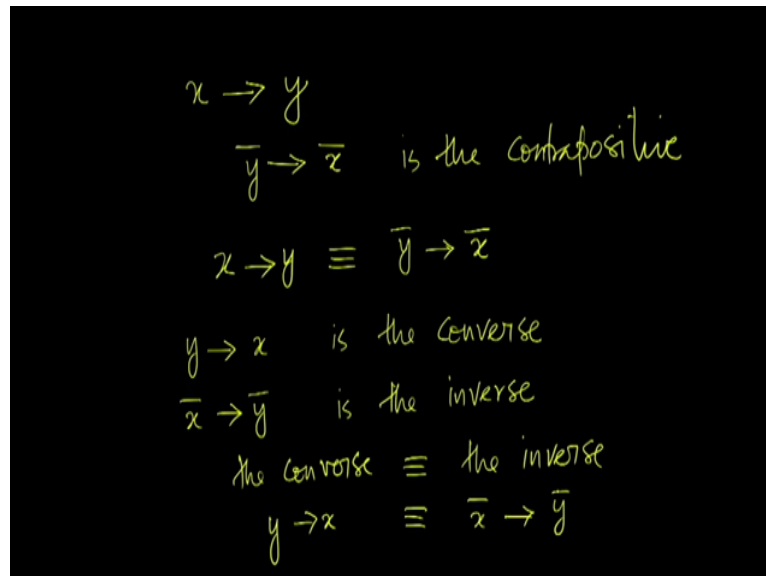 x → y
y̅ → x̅ is the contrapositive
x → y ≡ y̅ → x̅
y → x is the converse
x̅ → y̅ is the inverse
the converse ≡ the inverse
y → x ≡ x̅ → y̅